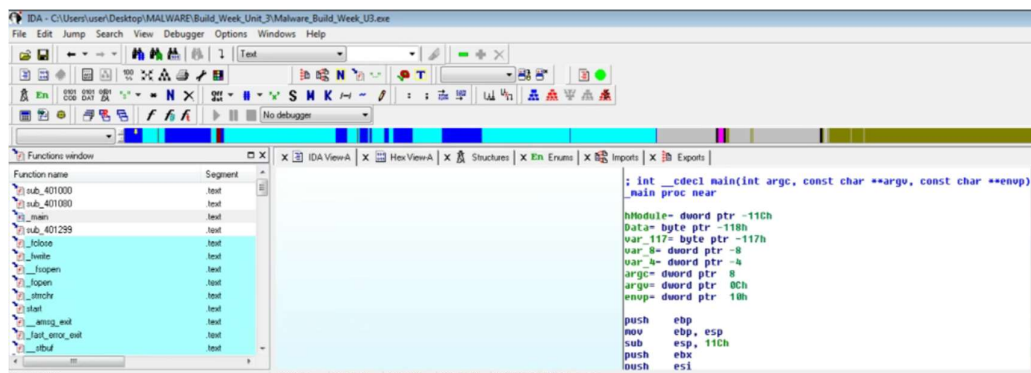 IDA - C:\Users\user\Desktop\MALWARE\Build_Week_Unit_3\Malware_Build_Week_U3.exe
File Edit Jump Search View Debugger Options Windows Help
Text
No debugger
Functions window
IDA View-A
Hex View-A
Structures
Enums
Imports
Exports
Function name Segment
sub_401000 .text
sub_401080 .text
_main .text
sub_401299 .text
_fclose .text
_fwrite .text
__fsopen .text
_fopen .text
_strrchr .text
start .text
__amsg_exit .text
_fast_error_exit .text
__stbuf .text
; int __cdecl main(int argc, const char **argv, const char **envp)
_main proc near
hModule= dword ptr -11Ch
Data= byte ptr -118h
var_117= byte ptr -117h
var_8= dword ptr -8
var_4= dword ptr -4
argc= dword ptr 8
argv= dword ptr 0Ch
envp= dword ptr 10h
push ebp
mov ebp, esp
sub esp, 11Ch
push ebx
push esi